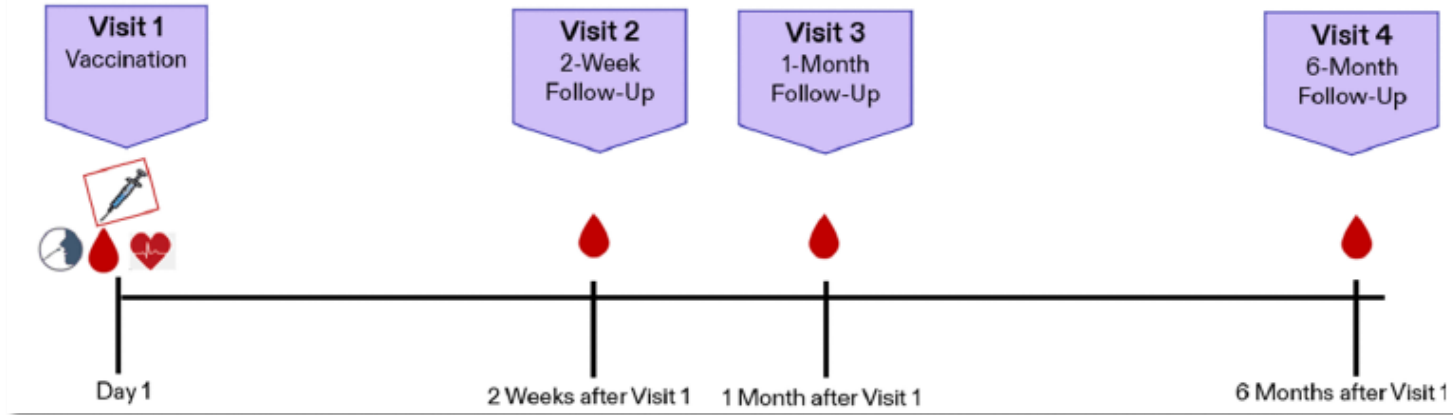 Visit 1
Vaccination
Visit 2
2-Week
Follow-Up
Visit 3
1-Month
Follow-Up
Visit 4
6-Month
Follow-Up
Day 1
2 Weeks after Visit 1
1 Month after Visit 1
6 Months after Visit 1